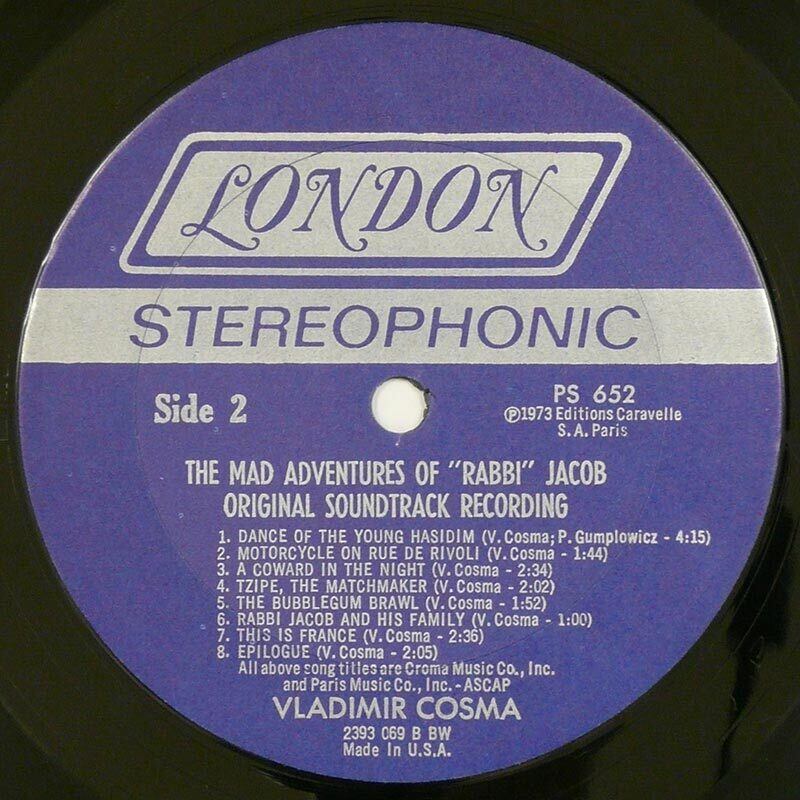 LONDON
STEREOPHONIC
Side 2
PS 652
℗1973 Editions Caravelle
S.A. Paris
THE MAD ADVENTURES OF "RABBI" JACOB
ORIGINAL SOUNDTRACK RECORDING
1. DANCE OF THE YOUNG HASIDIM (V. Cosma; P. Gumplowicz - 4:15)
2. MOTORCYCLE ON RUE DE RIVOLI (V. Cosma - 1:44)
3. A COWARD IN THE NIGHT (V. Cosma - 2:34)
4. TZIPE, THE MATCHMAKER (V. Cosma - 2:02)
5. THE BUBBLEGUM BRAWL (V. Cosma - 1:52)
6. RABBI JACOB AND HIS FAMILY (V. Cosma - 1:00)
7. THIS IS FRANCE (V. Cosma - 2:36)
8. EPILOGUE (V. Cosma - 2:05)
All above song titles are Croma Music Co., Inc.
and Paris Music Co., Inc. - ASCAP
VLADIMIR COSMA
2393 069 B BW
Made In U.S.A.